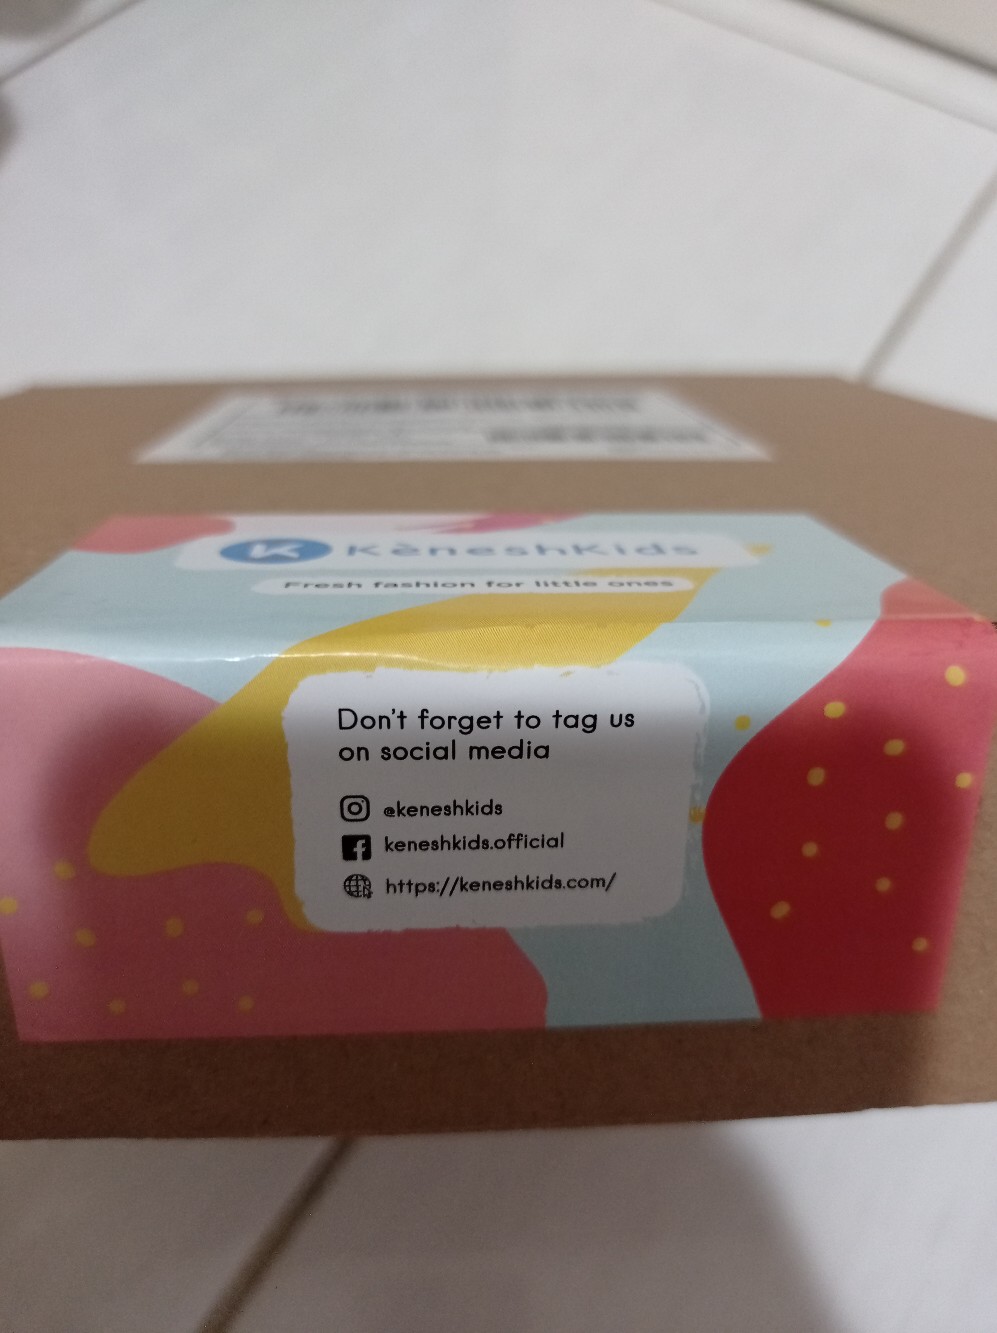 KèneshKids
Fresh fashion for little ones
Don't forget to tag us
on social media
@keneshkids
keneshkids.official
https://keneshkids.com/